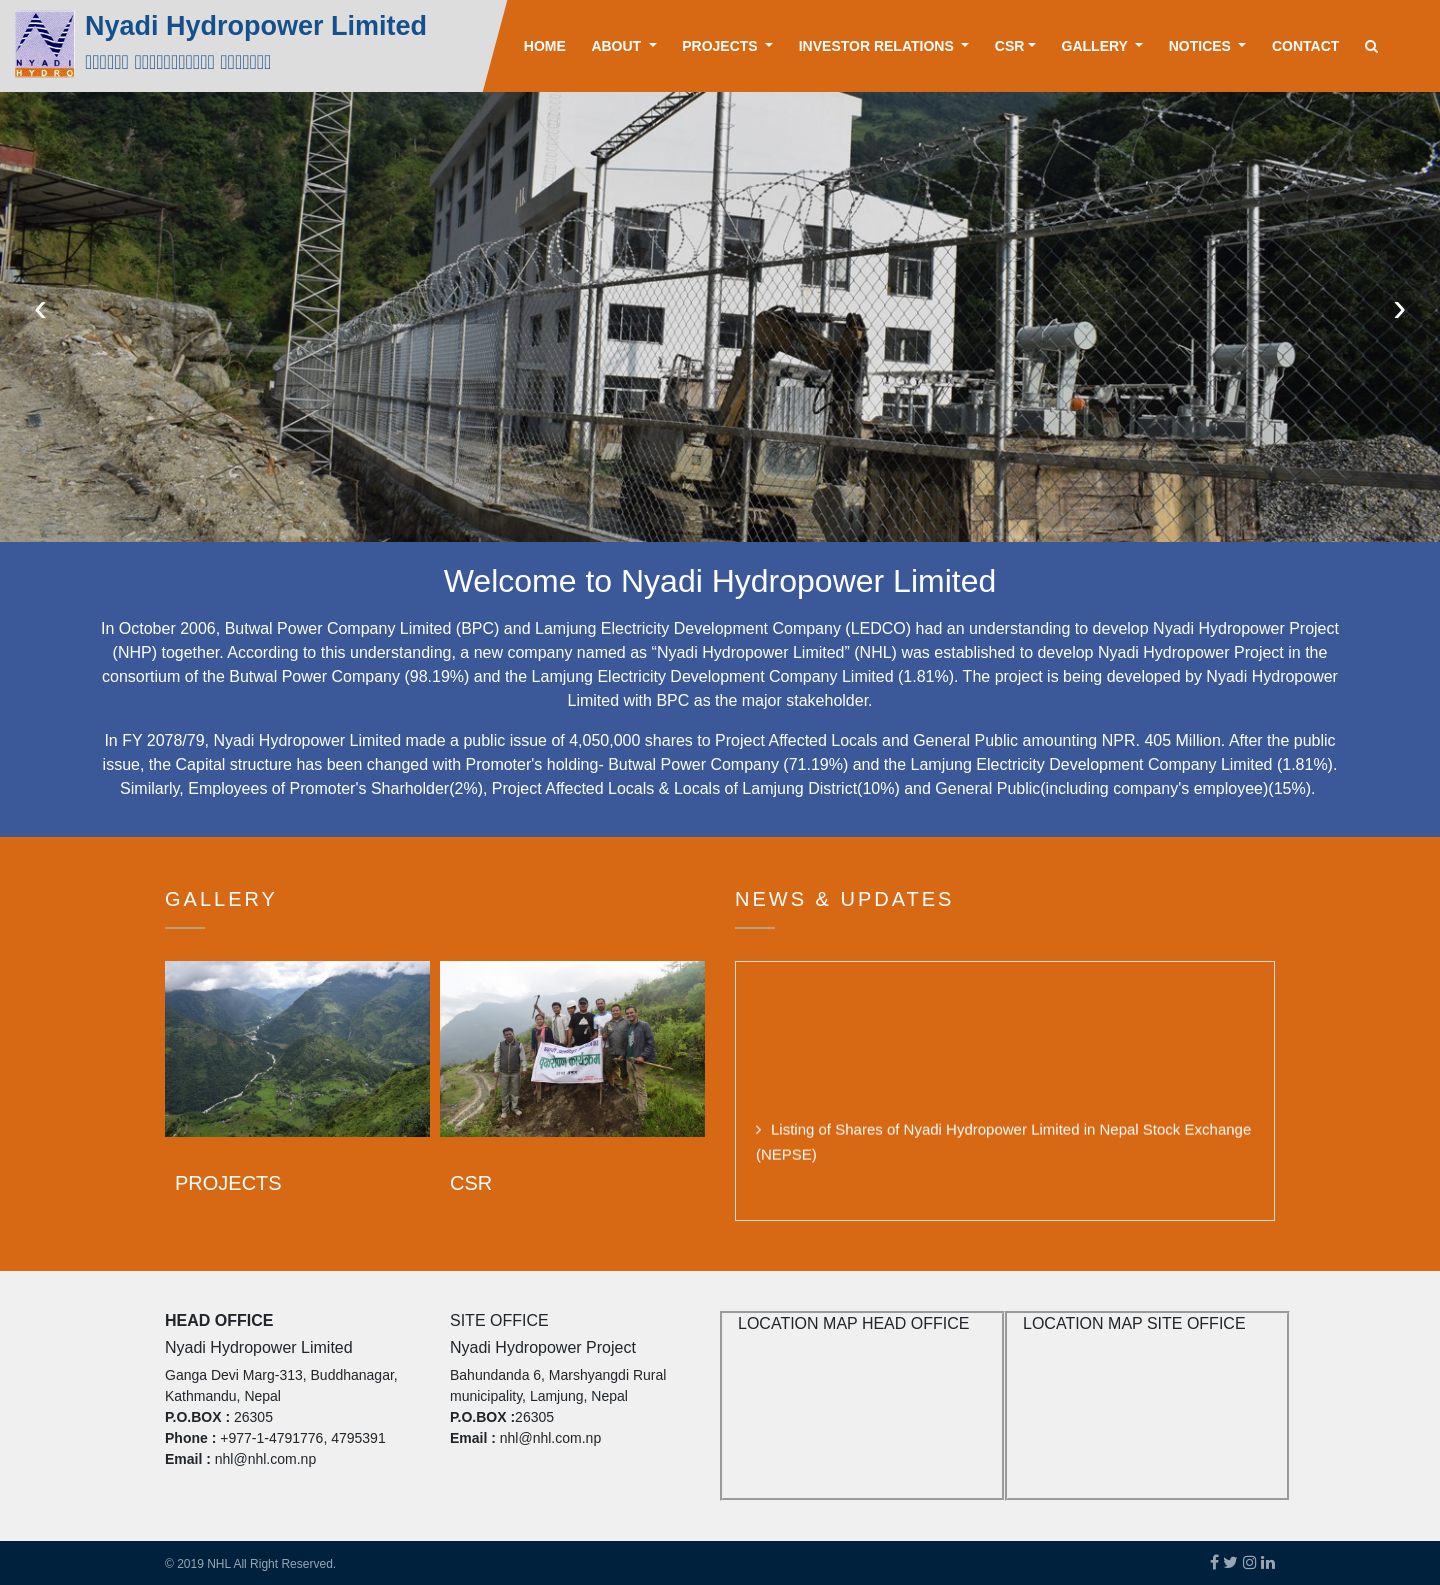 NYADI
HYDRO
Nyadi Hydropower Limited
HOME ABOUT PROJECTS INVESTOR RELATIONS CSR GALLERY NOTICES CONTACT
Welcome to Nyadi Hydropower Limited
In October 2006, Butwal Power Company Limited (BPC) and Lamjung Electricity Development Company (LEDCO) had an understanding to develop Nyadi Hydropower Project
(NHP) together. According to this understanding, a new company named as “Nyadi Hydropower Limited” (NHL) was established to develop Nyadi Hydropower Project in the
consortium of the Butwal Power Company (98.19%) and the Lamjung Electricity Development Company Limited (1.81%). The project is being developed by Nyadi Hydropower
Limited with BPC as the major stakeholder.
In FY 2078/79, Nyadi Hydropower Limited made a public issue of 4,050,000 shares to Project Affected Locals and General Public amounting NPR. 405 Million. After the public
issue, the Capital structure has been changed with Promoter's holding- Butwal Power Company (71.19%) and the Lamjung Electricity Development Company Limited (1.81%).
Similarly, Employees of Promoter's Sharholder(2%), Project Affected Locals & Locals of Lamjung District(10%) and General Public(including company's employee)(15%).
GALLERY
NEWS & UPDATES
कार्यक्रम
Listing of Shares of Nyadi Hydropower Limited in Nepal Stock Exchange
(NEPSE)
PROJECTS
CSR
HEAD OFFICE
Nyadi Hydropower Limited
Ganga Devi Marg-313, Buddhanagar,
Kathmandu, Nepal
P.O.BOX : 26305
Phone : +977-1-4791776, 4795391
Email : nhl@nhl.com.np
SITE OFFICE
Nyadi Hydropower Project
Bahundanda 6, Marshyangdi Rural
municipality, Lamjung, Nepal
P.O.BOX :26305
Email : nhl@nhl.com.np
LOCATION MAP HEAD OFFICE
LOCATION MAP SITE OFFICE
© 2019 NHL All Right Reserved.